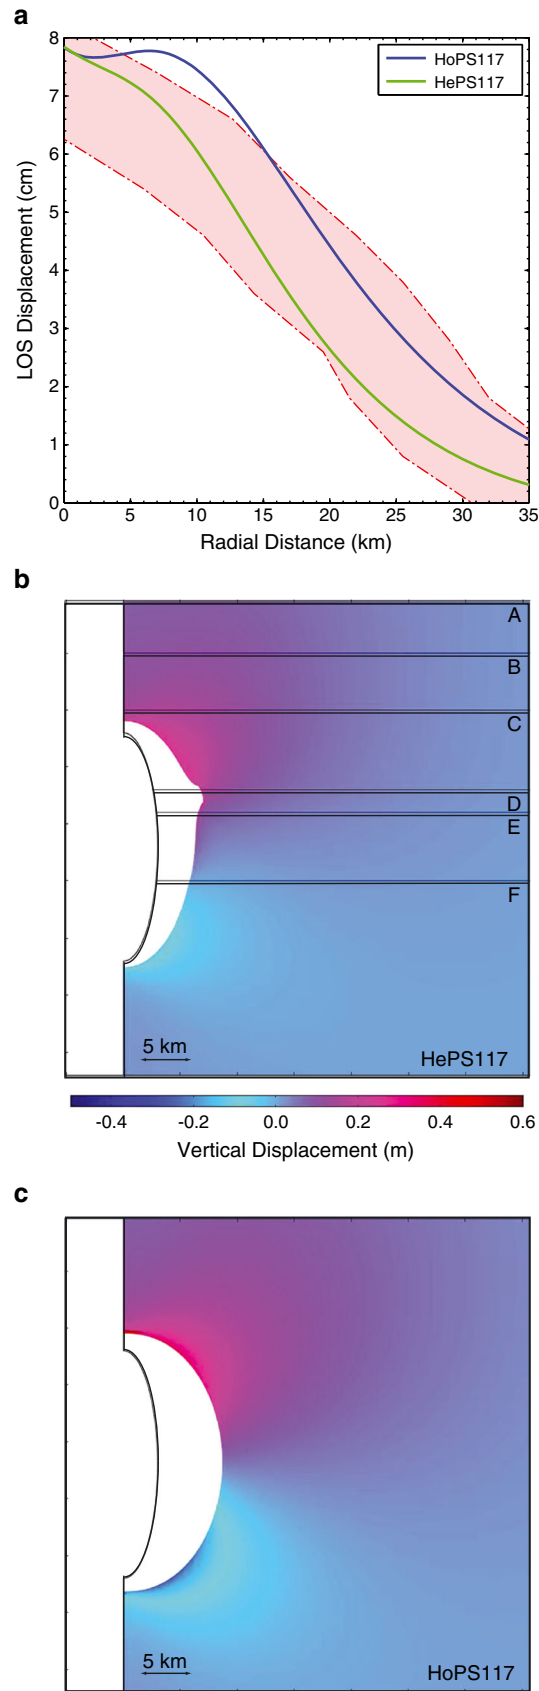 a
8
7
6
5
4
3
2
1
0
LOS Displacement (cm)
HoPS117
HePS117
0 5 10 15 20 25 30 35
Radial Distance (km)
b
A
B
C
D
E
F
5 km
HePS117
-0.4 -0.2 0.0 0.2 0.4 0.6
Vertical Displacement (m)
c
5 km
HoPS117